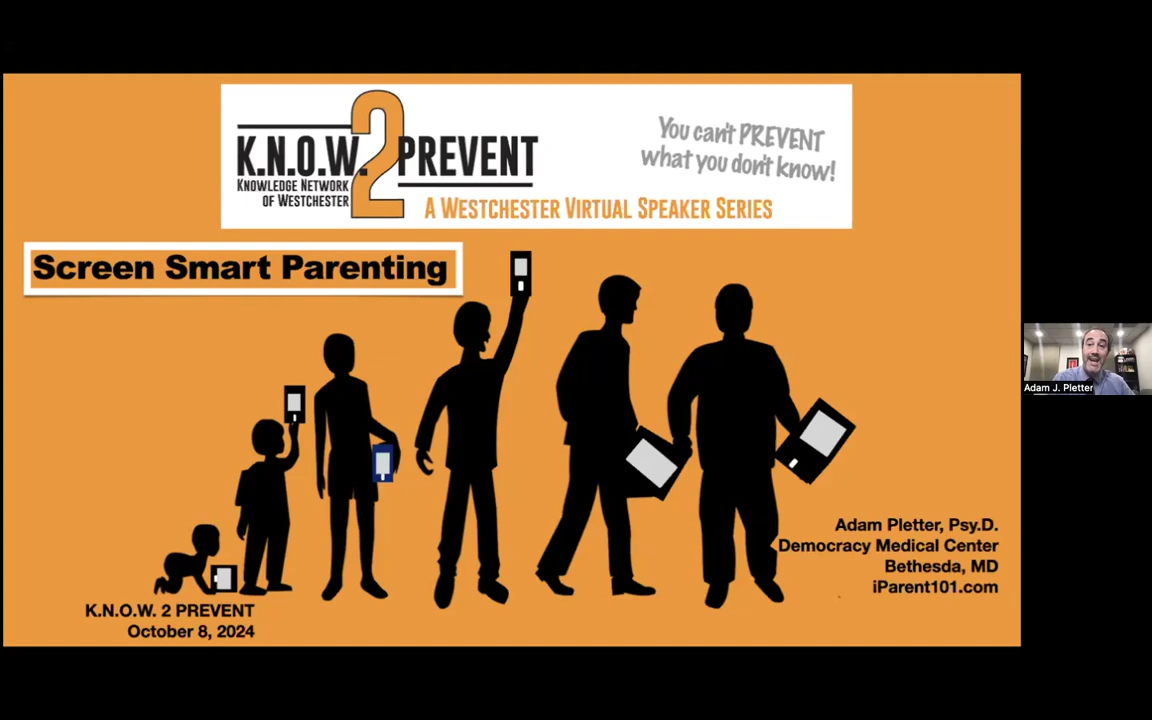 K.N.O.W. 2 PREVENT
KNOWLEDGE NETWORK
OF WESTCHESTER
A WESTCHESTER VIRTUAL SPEAKER SERIES
You can't PREVENT
what you don't know!
Screen Smart Parenting
Adam J. Pletter
Adam Pletter, Psy.D.
Democracy Medical Center
Bethesda, MD
iParent101.com
K.N.O.W. 2 PREVENT
October 8, 2024